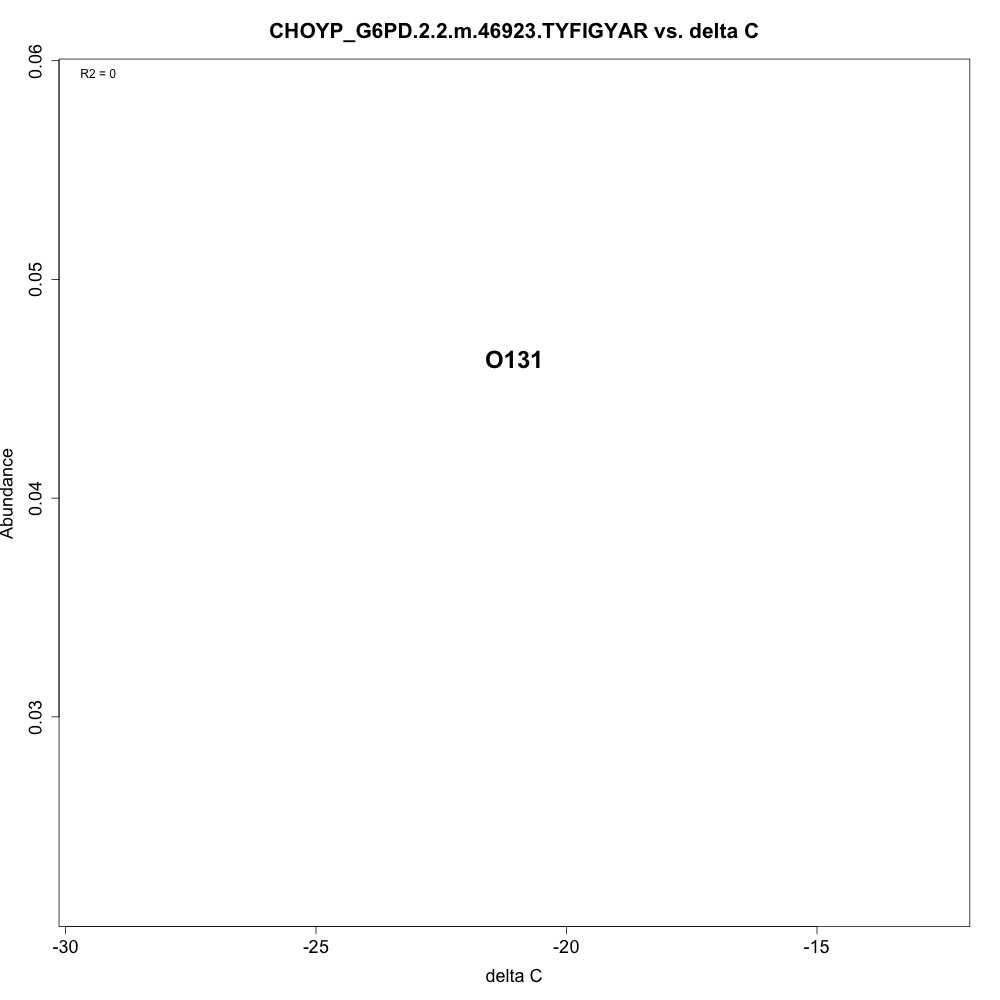 CHOYP_G6PD.2.2.m.46923.TYFIGYAR vs. delta C
R2 = 0
0.06
0.05
0.04
0.03
Abundance
O131
-30
-25
-20
-15
delta C